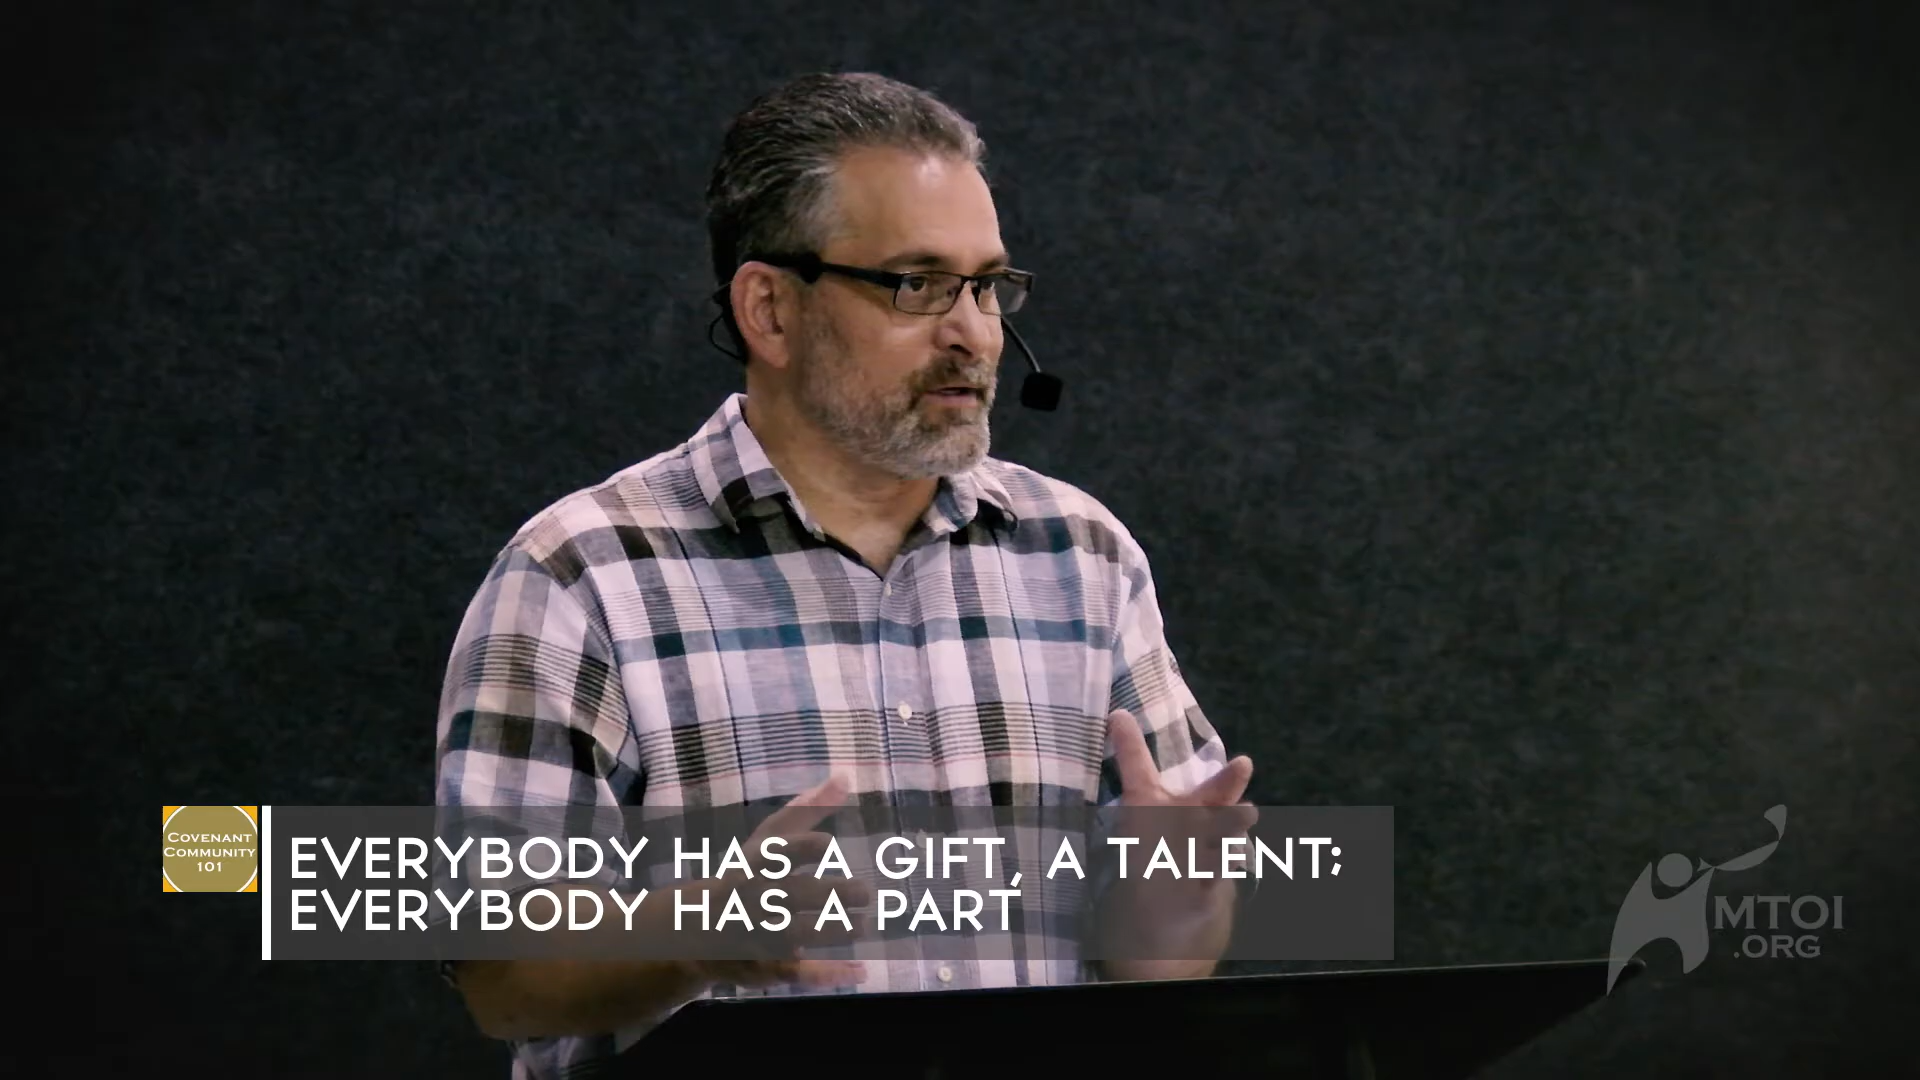 COVENANT
COMMUNITY
101
EVERYBODY HAS A GIFT, A TALENT;
EVERYBODY HAS A PART
MTOI
.ORG